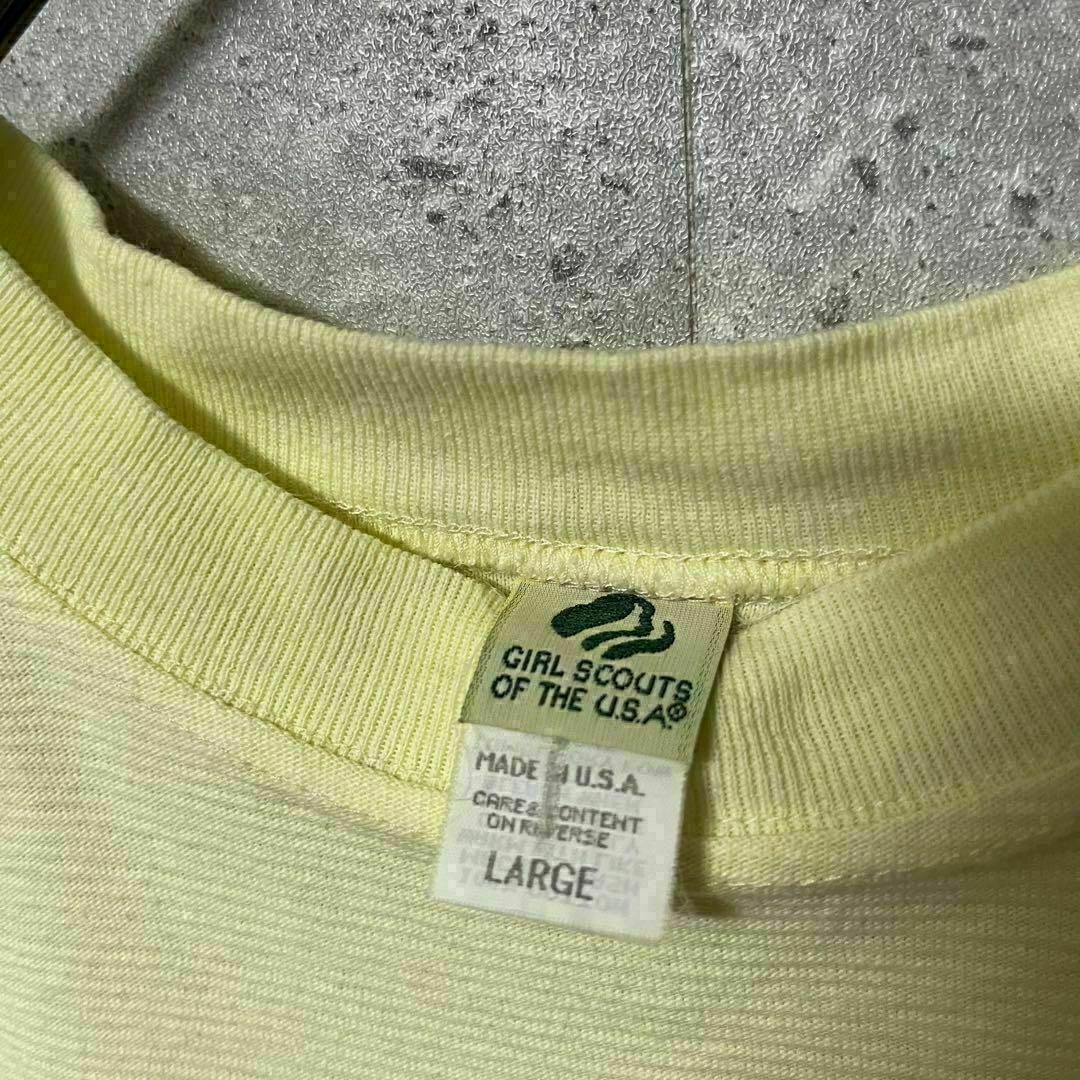 GIRL SCOUTS
OF THE U.S.A.®
MADE IN U.S.A.
CARE & CONTENT
ON REVERSE
LARGE